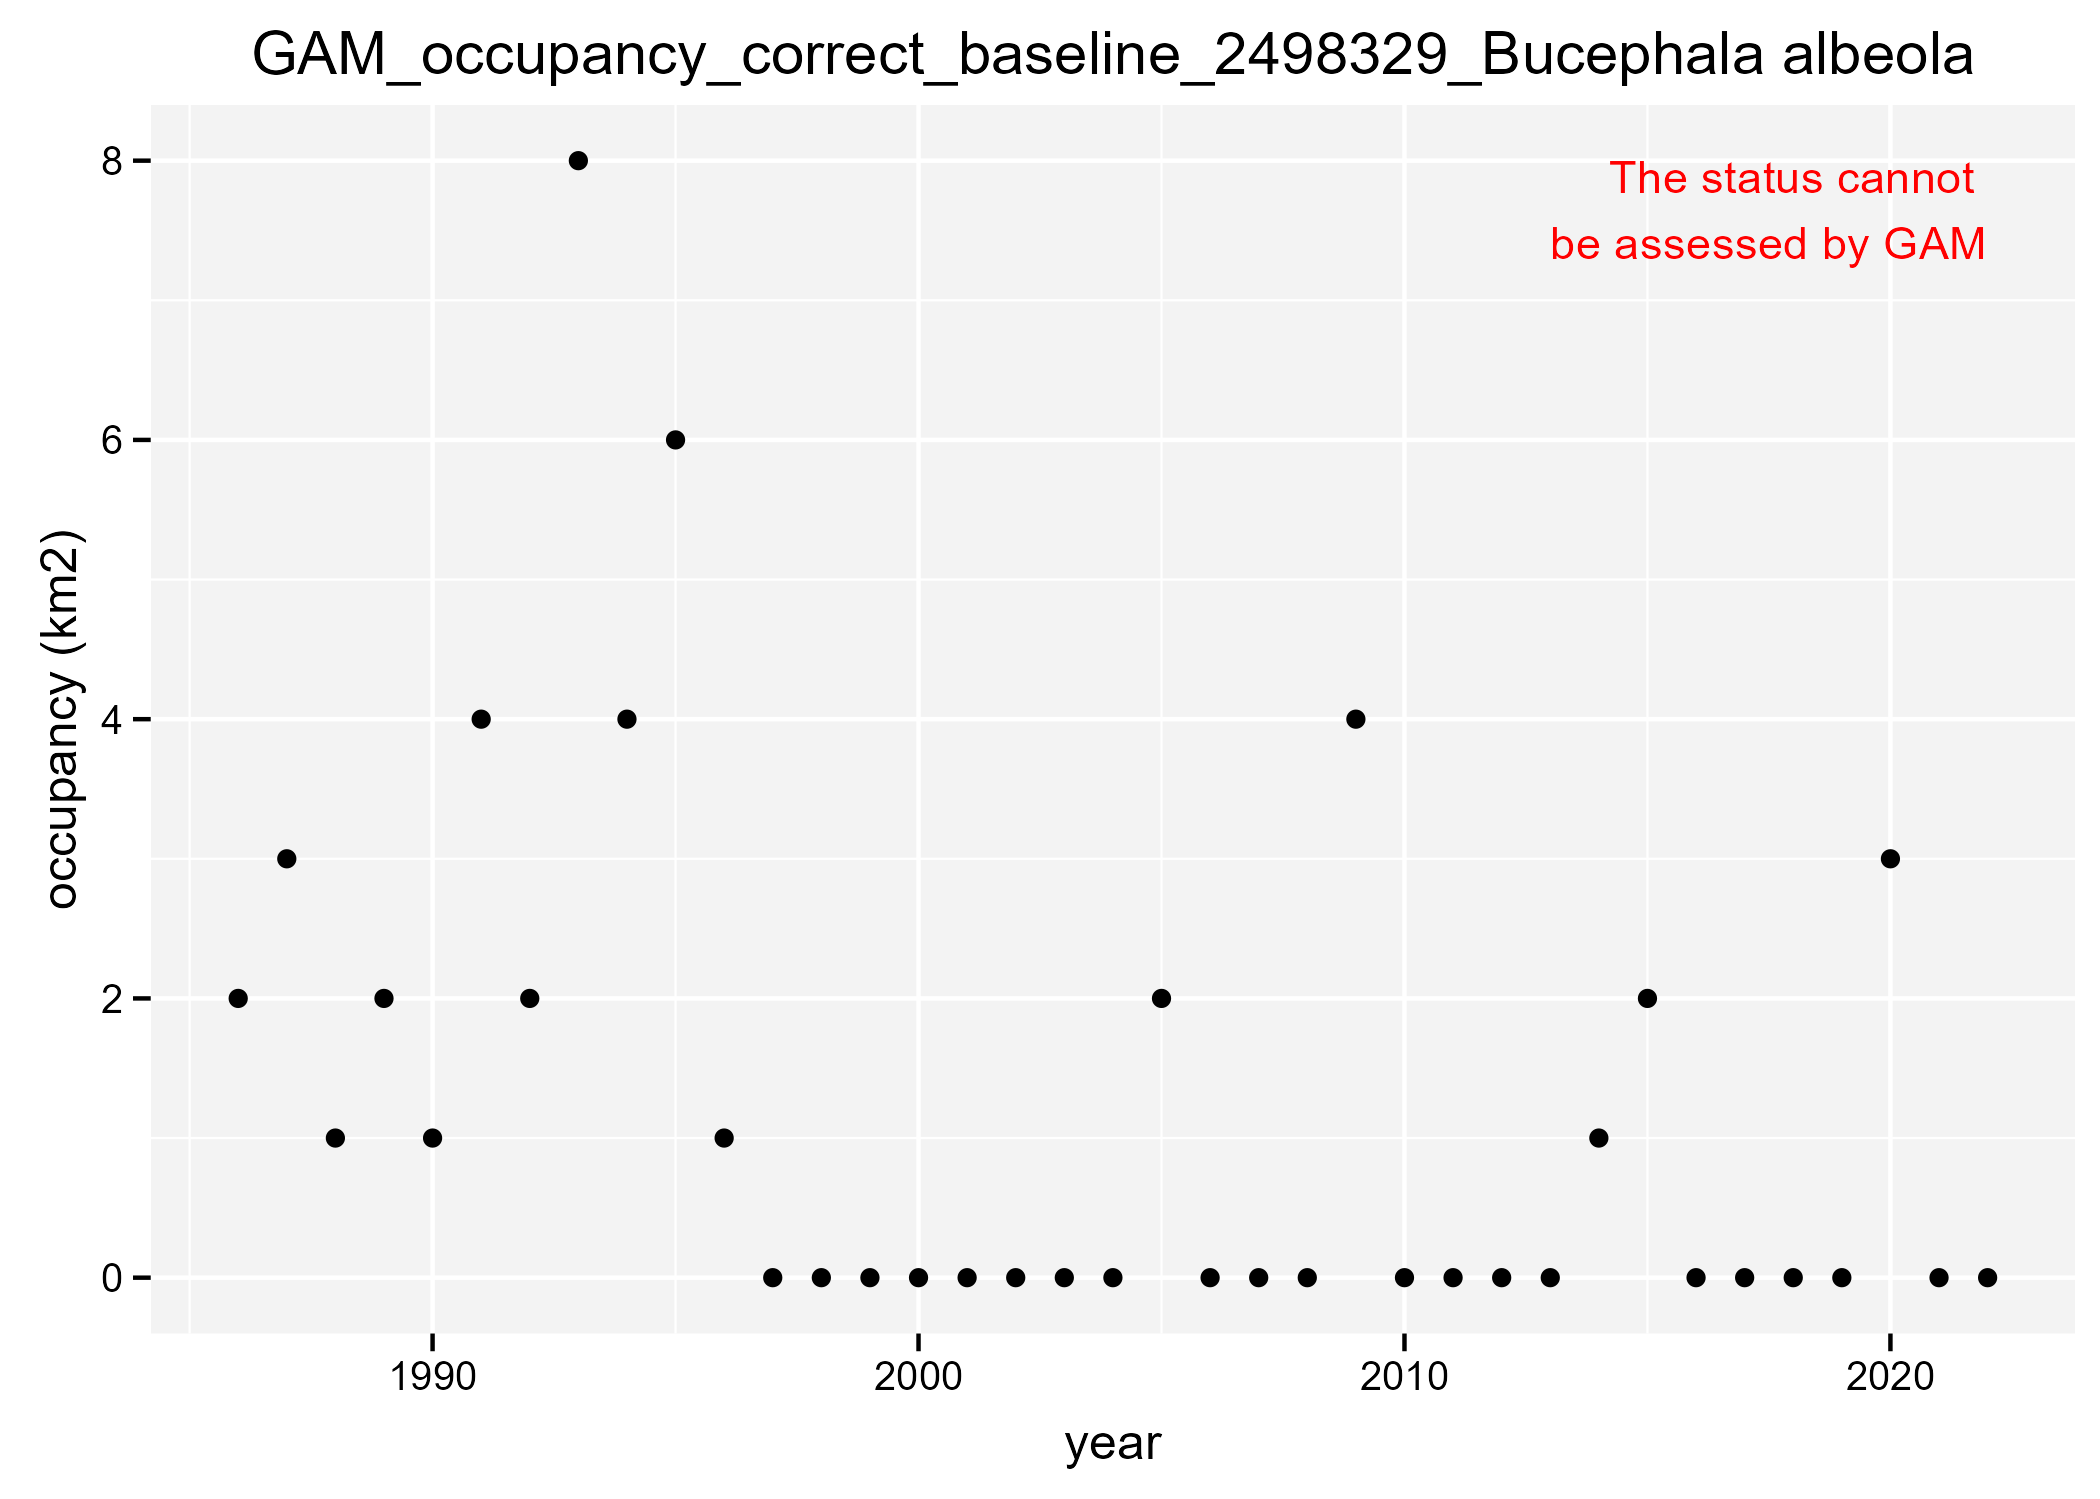 GAM_occupancy_correct_baseline_2498329_Bucephala albeola
The status cannot
be assessed by GAM
occupancy (km2)
8
6
4
2
0
1990 2000 2010 2020
year